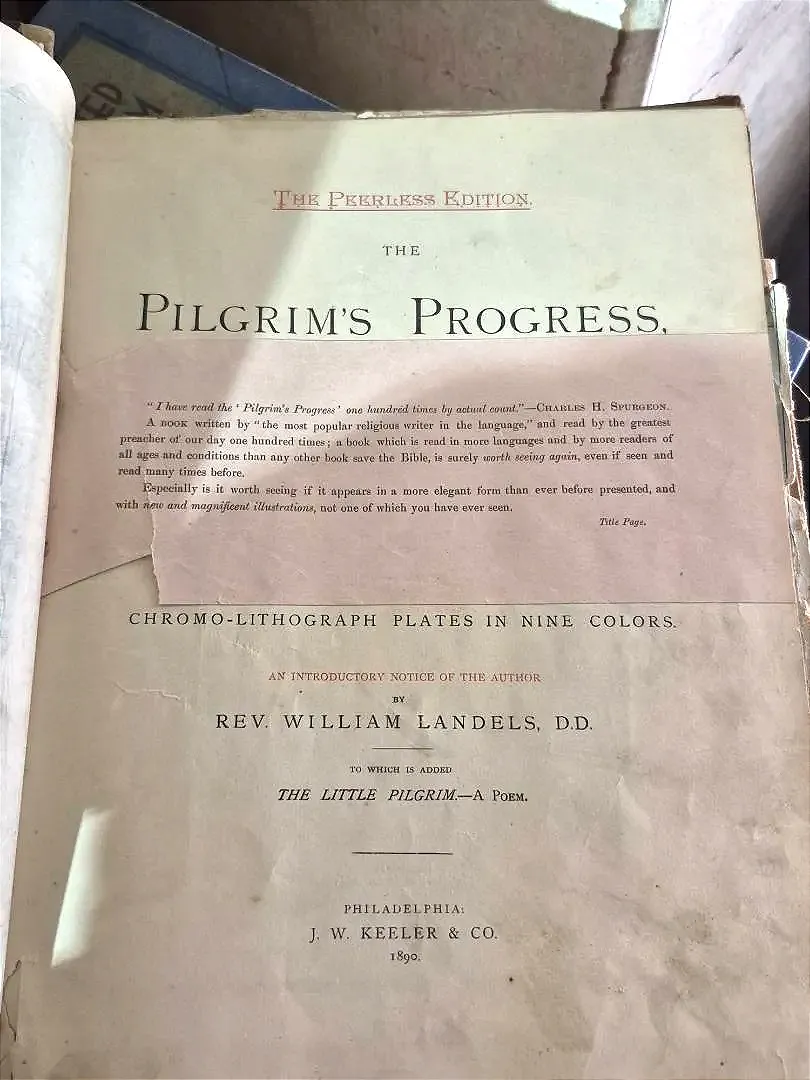 ED
THE PEERLESS EDITION.
THE
PILGRIM'S PROGRESS,
"I have read the 'Pilgrim's Progress' one hundred times by actual count."—CHARLES H. SPURGEON.
A BOOK written by "the most popular religious writer in the language," and read by the greatest
preacher of our day one hundred times; a book which is read in more languages and by more readers of
all ages and conditions than any other book save the Bible, is surely worth seeing again, even if seen and
read many times before.
Especially is it worth seeing if it appears in a more elegant form than ever before presented, and
with new and magnificent illustrations, not one of which you have ever seen.
Title Page.
CHROMO-LITHOGRAPH PLATES IN NINE COLORS.
AN INTRODUCTORY NOTICE OF THE AUTHOR
BY
REV. WILLIAM LANDELS, D.D.
TO WHICH IS ADDED
THE LITTLE PILGRIM.—A POEM.
PHILADELPHIA:
J. W. KEELER & CO.
1890.